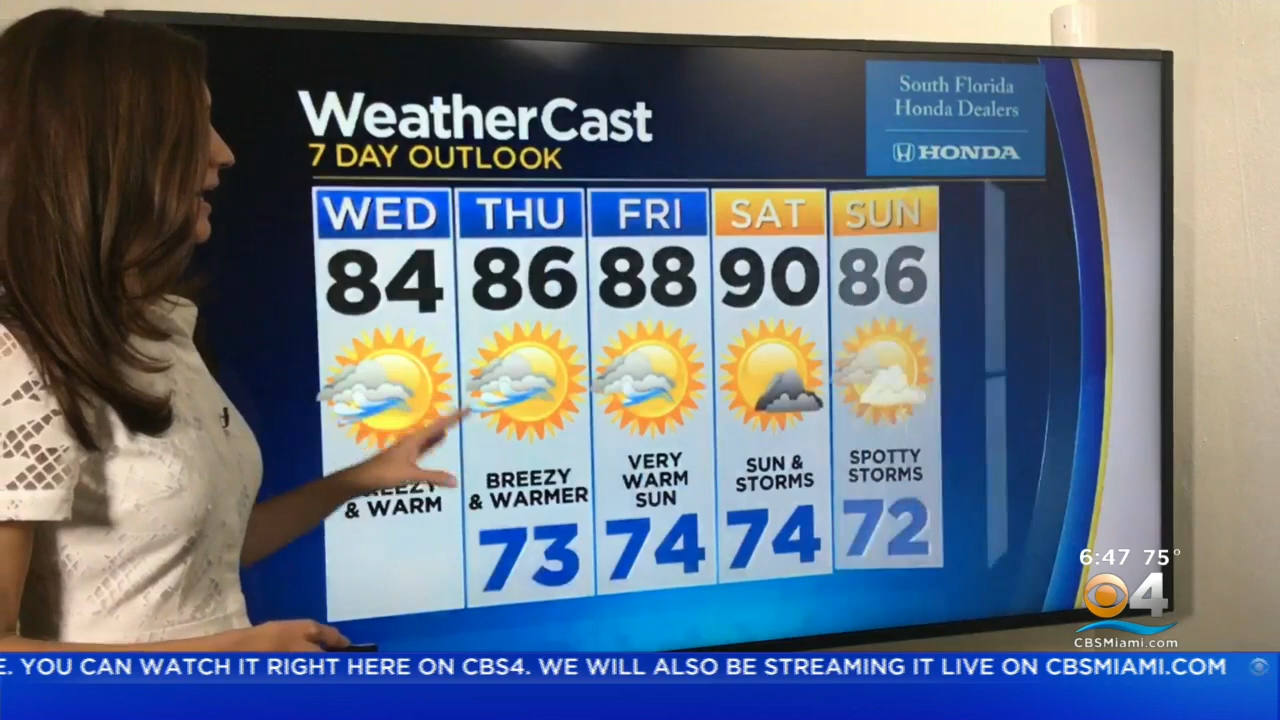 South Florida
Honda Dealers
HONDA
WeatherCast
7 DAY OUTLOOK
WED
THU
FRI
SAT
SUN
84
86
88
90
86
BREEZY
& WARM
BREEZY
& WARMER
VERY
WARM
SUN
SUN &
STORMS
SPOTTY
STORMS
73
74
74
72
6:47 75°
4
CBSMiami.com
E. YOU CAN WATCH IT RIGHT HERE ON CBS4. WE WILL ALSO BE STREAMING IT LIVE ON CBSMIAMI.COM